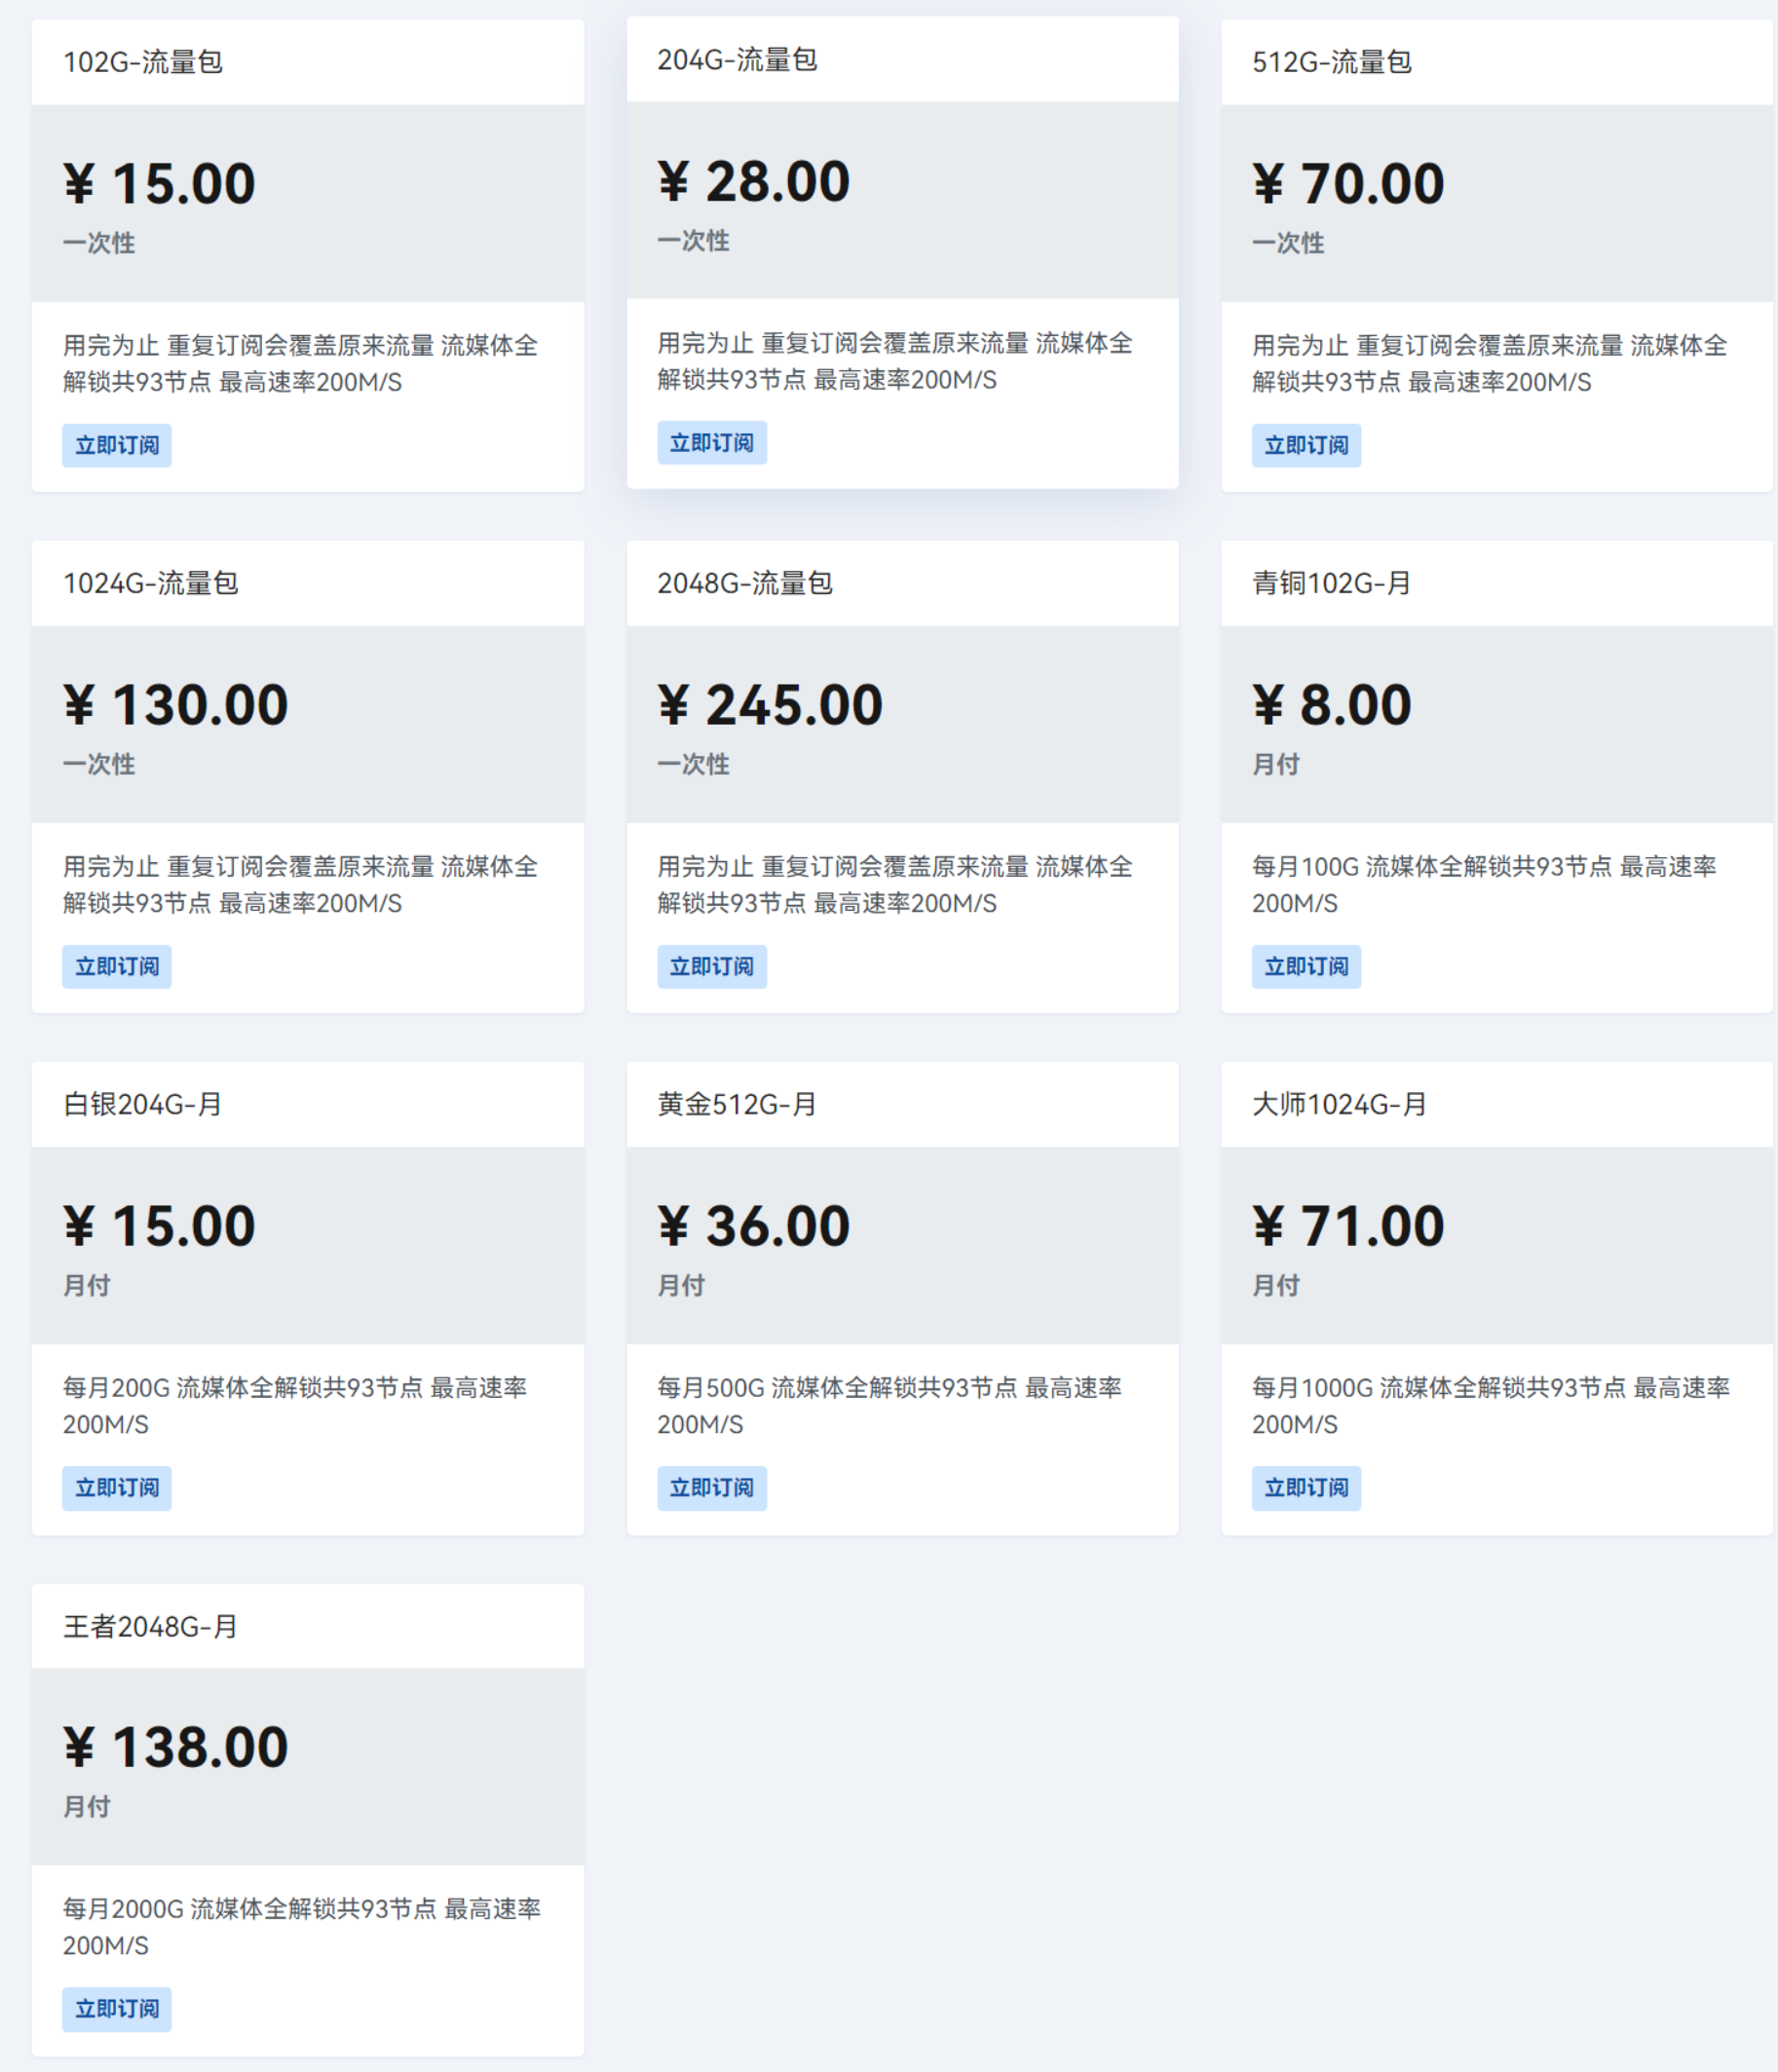 102G-流量包
¥ 15.00
一次性
用完为止 重复订阅会覆盖原来流量 流媒体全
解锁共93节点 最高速率200M/S
立即订阅
204G-流量包
¥ 28.00
一次性
用完为止 重复订阅会覆盖原来流量 流媒体全
解锁共93节点 最高速率200M/S
立即订阅
512G-流量包
¥ 70.00
一次性
用完为止 重复订阅会覆盖原来流量 流媒体全
解锁共93节点 最高速率200M/S
立即订阅
1024G-流量包
¥ 130.00
一次性
用完为止 重复订阅会覆盖原来流量 流媒体全
解锁共93节点 最高速率200M/S
立即订阅
2048G-流量包
¥ 245.00
一次性
用完为止 重复订阅会覆盖原来流量 流媒体全
解锁共93节点 最高速率200M/S
立即订阅
青铜102G-月
¥ 8.00
月付
每月100G 流媒体全解锁共93节点 最高速率
200M/S
立即订阅
白银204G-月
¥ 15.00
月付
每月200G 流媒体全解锁共93节点 最高速率
200M/S
立即订阅
黄金512G-月
¥ 36.00
月付
每月500G 流媒体全解锁共93节点 最高速率
200M/S
立即订阅
大师1024G-月
¥ 71.00
月付
每月1000G 流媒体全解锁共93节点 最高速率
200M/S
立即订阅
王者2048G-月
¥ 138.00
月付
每月2000G 流媒体全解锁共93节点 最高速率
200M/S
立即订阅